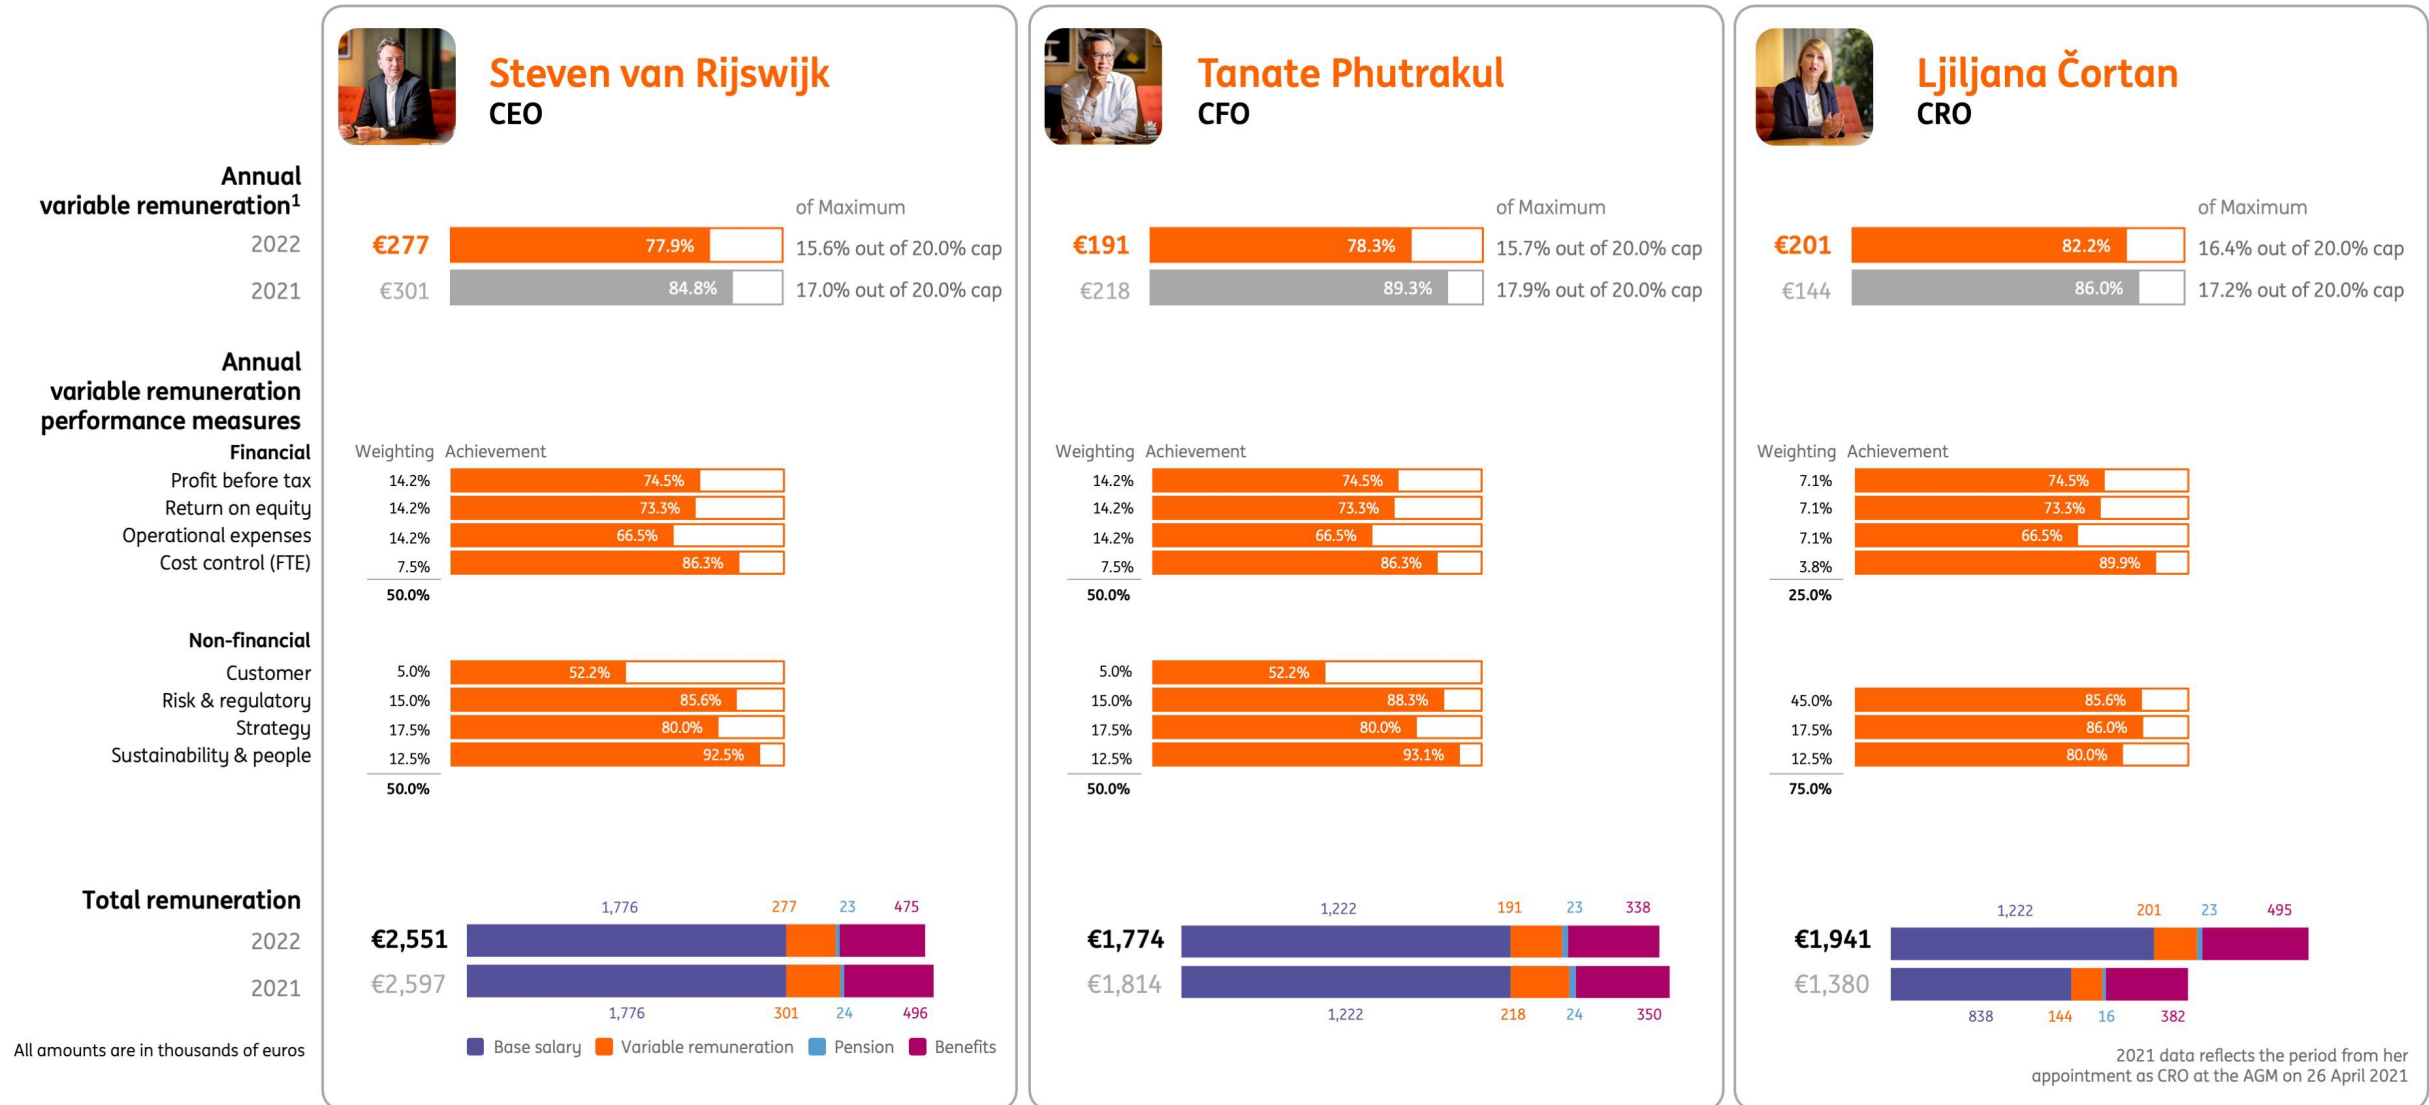 Steven van Rijswijk
CEO
Tanate Phutrakul
CFO
Ljiljana Čortan
CRO
Annual
variable remuneration¹
of Maximum
of Maximum
of Maximum
2022
€277
77.9%
15.6% out of 20.0% cap
€191
78.3%
15.7% out of 20.0% cap
€201
82.2%
16.4% out of 20.0% cap
2021
€301
84.8%
17.0% out of 20.0% cap
€218
89.3%
17.9% out of 20.0% cap
€144
86.0%
17.2% out of 20.0% cap
Annual
variable remuneration
performance measures
Financial
Weighting Achievement
Weighting Achievement
Weighting Achievement
Profit before tax
14.2%
74.5%
14.2%
74.5%
7.1%
74.5%
Return on equity
14.2%
73.3%
14.2%
73.3%
7.1%
73.3%
Operational expenses
14.2%
66.5%
14.2%
66.5%
7.1%
66.5%
Cost control (FTE)
7.5%
86.3%
7.5%
86.3%
3.8%
89.9%
50.0%
50.0%
25.0%
Non-financial
Customer
5.0%
52.2%
5.0%
52.2%
Risk & regulatory
15.0%
85.6%
15.0%
88.3%
45.0%
85.6%
Strategy
17.5%
80.0%
17.5%
80.0%
17.5%
86.0%
Sustainability & people
12.5%
92.5%
12.5%
93.1%
12.5%
80.0%
50.0%
50.0%
75.0%
Total remuneration
1,776 277 23 475
1,222 191 23 338
1,222 201 23 495
2022
€2,551
€1,774
€1,941
2021
€2,597
€1,814
€1,380
1,776 301 24 496
1,222 218 24 350
838 144 16 382
All amounts are in thousands of euros
Base salary Variable remuneration Pension Benefits
2021 data reflects the period from her
appointment as CRO at the AGM on 26 April 2021